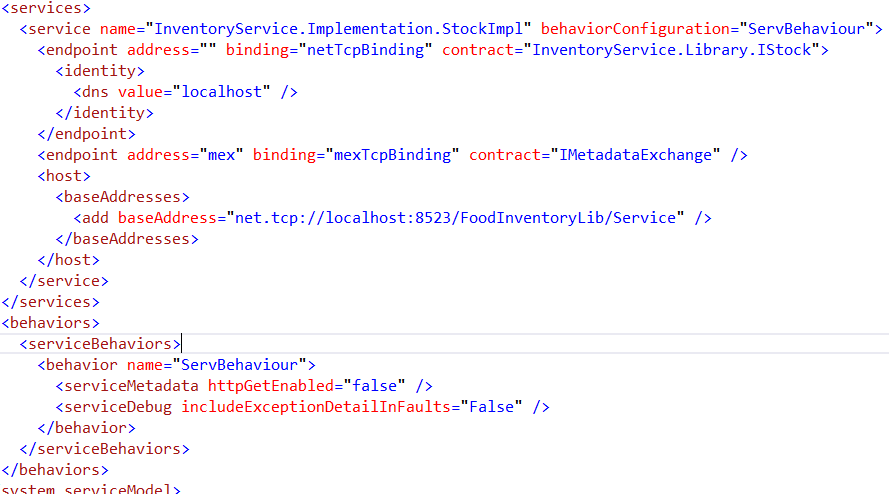 <services>
<service name="InventoryService.Implementation.StockImpl" behaviorConfiguration="ServBehaviour">
<endpoint address="" binding="netTcpBinding" contract="InventoryService.Library.IStock">
<identity>
<dns value="localhost" />
</identity>
</endpoint>
<endpoint address="mex" binding="mexTcpBinding" contract="IMetadataExchange" />
<host>
<baseAddresses>
<add baseAddress="net.tcp://localhost:8523/FoodInventoryLib/Service" />
</baseAddresses>
</host>
</service>
</services>
<behaviors>
<serviceBehaviors>
<behavior name="ServBehaviour">
<serviceMetadata httpGetEnabled="false" />
<serviceDebug includeExceptionDetailInFaults="False" />
</behavior>
</serviceBehaviors>
</behaviors>
system.serviceModel>